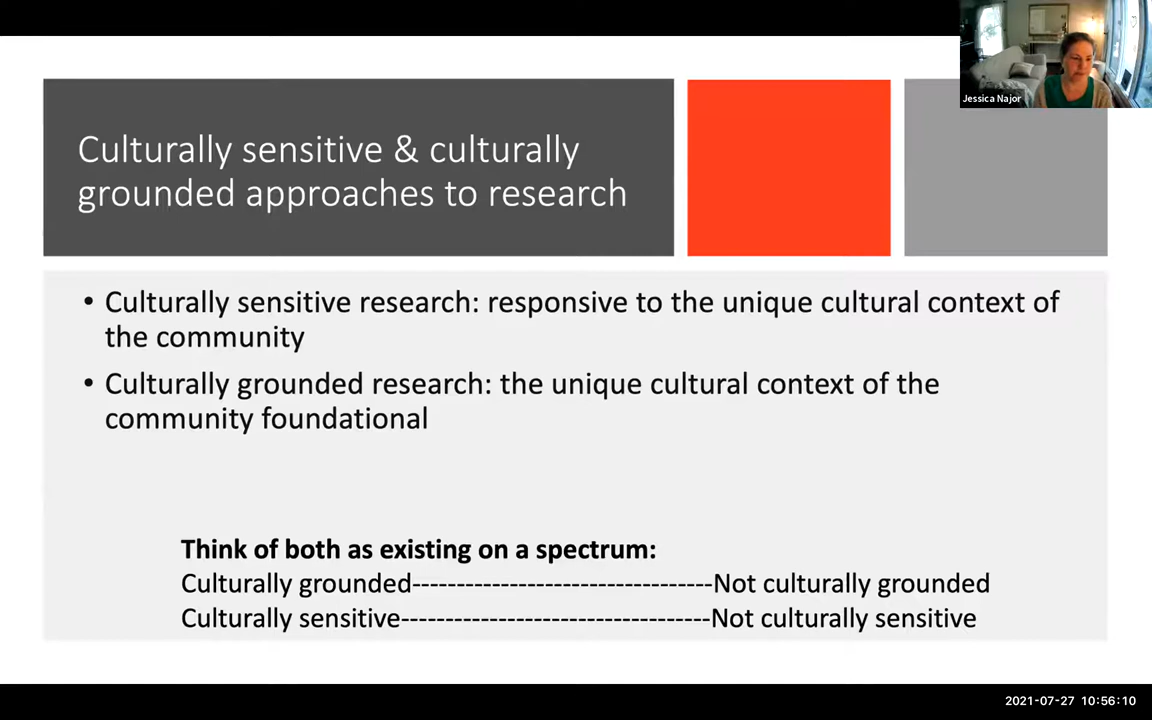 Jessica Najor
Culturally sensitive & culturally
grounded approaches to research
• Culturally sensitive research: responsive to the unique cultural context of
the community
• Culturally grounded research: the unique cultural context of the
community foundational
Think of both as existing on a spectrum:
Culturally grounded----------------------------------Not culturally grounded
Culturally sensitive-----------------------------------Not culturally sensitive
2021-07-27 10:56:10